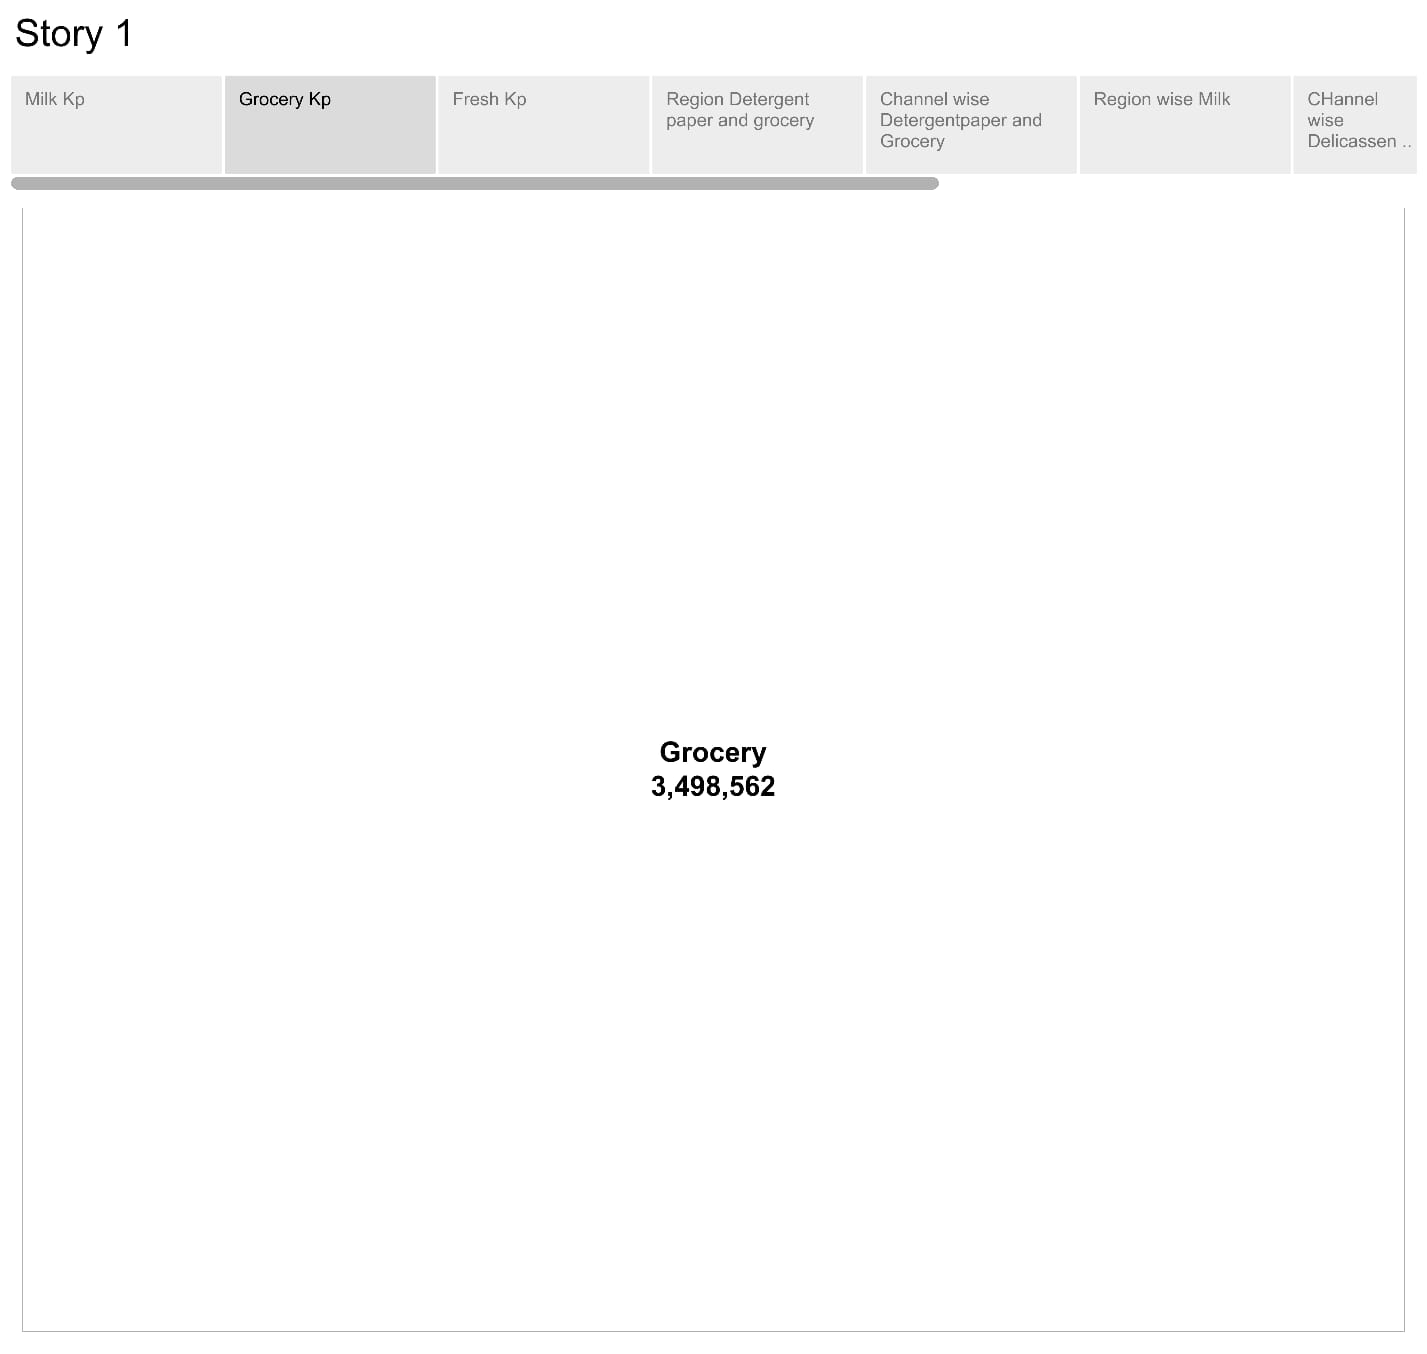 Story 1
Milk Kp
Grocery Kp
Fresh Kp
Region Detergent
paper and grocery
Channel wise
Detergentpaper and
Grocery
Region wise Milk
CHannel
wise
Delicassen ..
Grocery
3,498,562